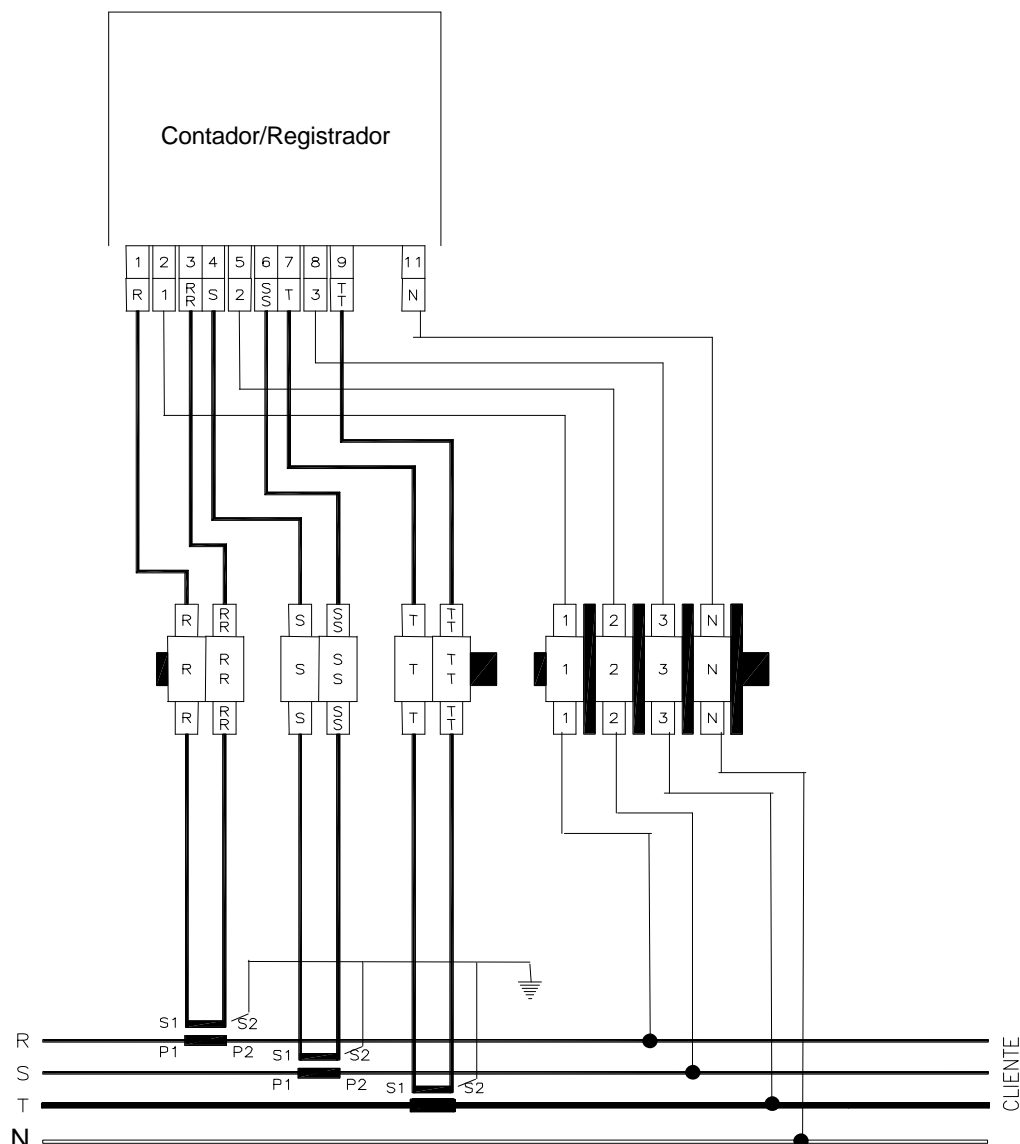 Contador/Registrador
1 2 3 4 5 6 7 8 9 11
R 1 RR S 2 SS T 3 TT N
R RR S SS T TT 1 2 3 N
R RR S SS T TT 1 2 3 N
R RR S SS T TT 1 2 3 N
S1 S2
R
P1 P2 S1 S2
S
P1 P2 S1 S2
T
N
CLIENTE